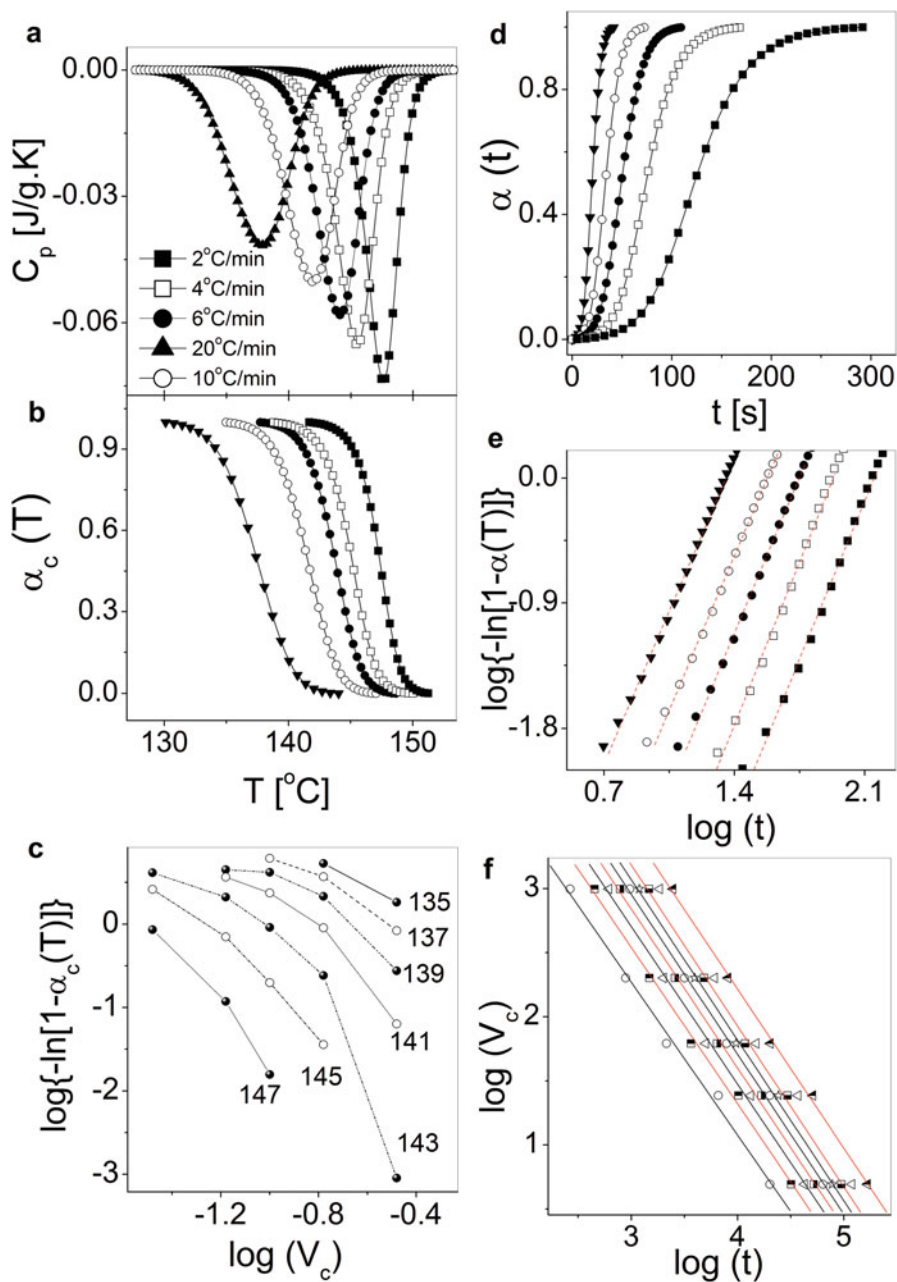 a
0.00
-0.03
-0.06
C_p [J/g.K]
2°C/min
4°C/min
6°C/min
20°C/min
10°C/min
b
0.9
0.6
0.3
0.0
α_c (T)
130 140 150
T [°C]
c
0
-1
-2
-3
log{-ln[1-α_c(T)]}
135
137
139
141
143
145
147
-1.2 -0.8 -0.4
log (V_c)
d
0.8
0.4
0.0
α (t)
0 100 200 300
t [s]
e
0.0
-0.9
-1.8
log{-ln[1-α(T)]}
0.7 1.4 2.1
log (t)
f
3
2
1
log (V_c)
3 4 5
log (t)